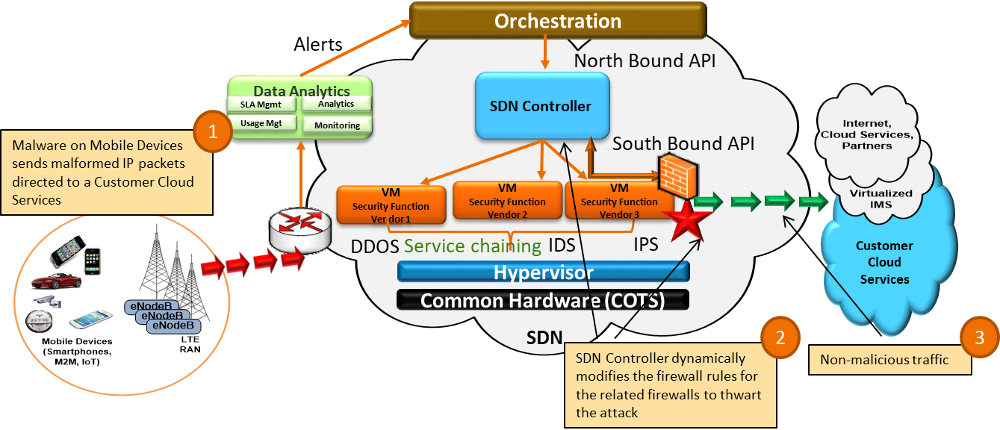 Orchestration
Alerts
North Bound API
Data Analytics
SLA Mgmt
Analytics
Usage Mgt
Monitoring
SDN Controller
1
Malware on Mobile Devices
sends malformed IP packets
directed to a Customer Cloud
Services
South Bound API
Internet,
Cloud Services,
Partners
Virtualized
IMS
VM
Security Function
Vendor 1
VM
Security Function
Vendor 2
VM
Security Function
Vendor 3
DDOS Service chaining IDS IPS
Customer
Cloud
Services
Hypervisor
Common Hardware (COTS)
SDN
eNodeB
eNodeB
eNodeB
LTE
RAN
Mobile Devices
(Smartphones,
M2M, IoT)
2
SDN Controller dynamically
modifies the firewall rules for
the related firewalls to thwart
the attack
3
Non-malicious traffic